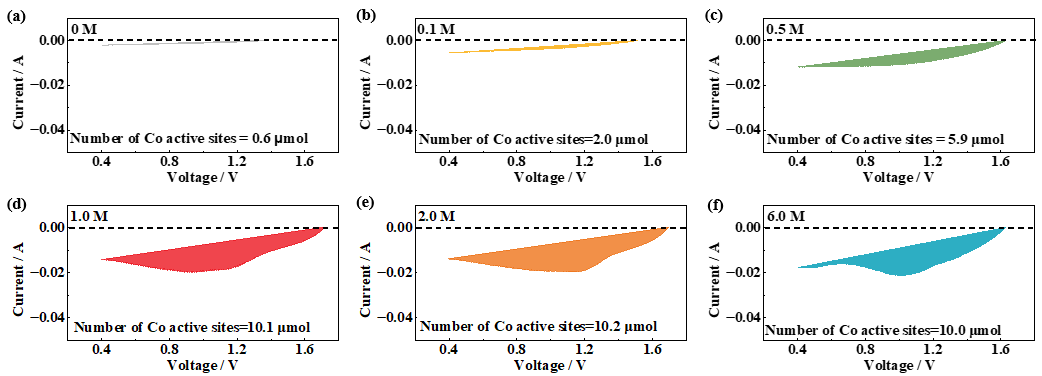 (a)
0 M
0.00
−0.02
−0.04
Current / A
Number of Co active sites = 0.6 μmol
0.4
0.8
1.2
1.6
Voltage / V
(b)
0.1 M
0.00
−0.02
−0.04
Current / A
Number of Co active sites=2.0 μmol
0.4
0.8
1.2
1.6
Voltage / V
(c)
0.5 M
0.00
−0.02
−0.04
Current / A
Number of Co active sites = 5.9 μmol
0.4
0.8
1.2
1.6
Voltage / V
(d)
1.0 M
0.00
−0.02
−0.04
Current / A
Number of Co active sites=10.1 μmol
0.4
0.8
1.2
1.6
Voltage / V
(e)
2.0 M
0.00
−0.02
−0.04
Current / A
Number of Co active sites=10.2 μmol
0.4
0.8
1.2
1.6
Voltage / V
(f)
6.0 M
0.00
−0.02
−0.04
Current / A
Number of Co active sites=10.0 μmol
0.4
0.8
1.2
1.6
Voltage / V